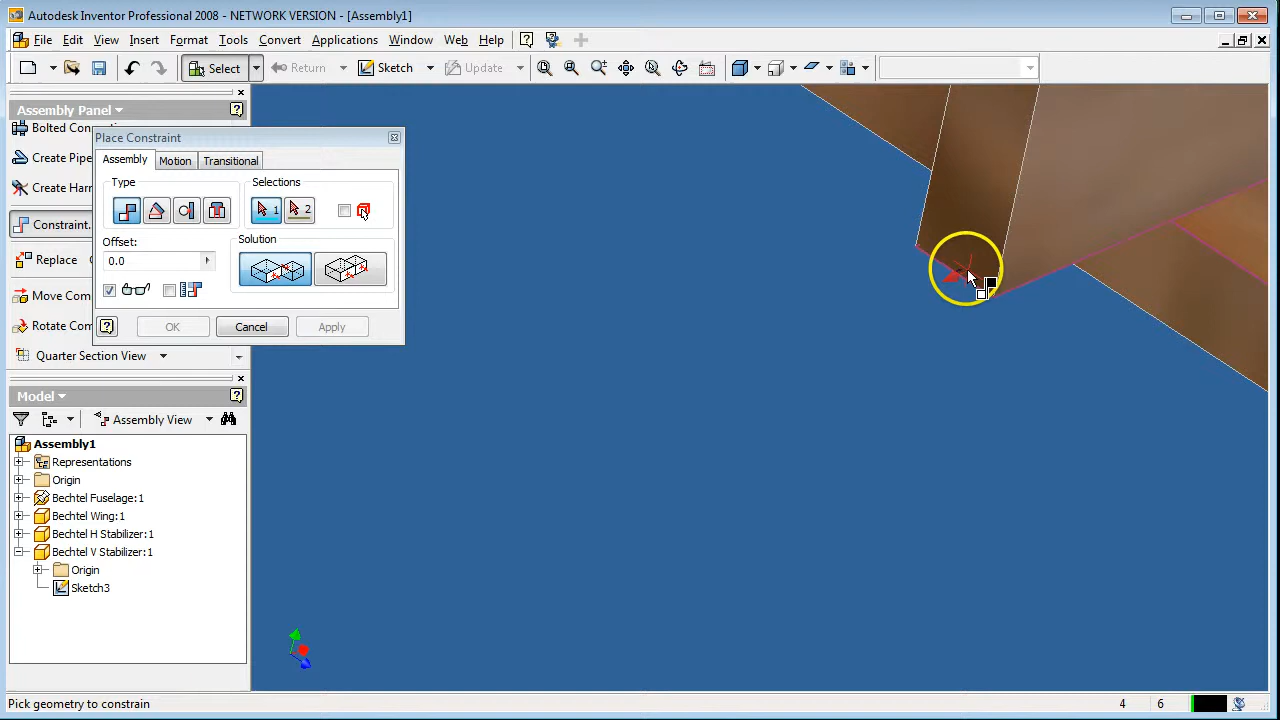 Autodesk Inventor Professional 2008 - NETWORK VERSION - [Assembly1]
File Edit View Insert Format Tools Convert Applications Window Web Help
Select Return Sketch Update
Assembly Panel
Bolted Con
Create Pipe
Create Har
Constraint.
Replace
Move Com
Rotate Com
Quarter Section View
Place Constraint
Assembly Motion Transitional
Type Selections
1 2
Offset: Solution
0.0
OK Cancel Apply
Model
Assembly View
Assembly1
Representations
Origin
Bechtel Fuselage:1
Bechtel Wing:1
Bechtel H Stabilizer:1
Bechtel V Stabilizer:1
Origin
Sketch3
Pick geometry to constrain 4 6